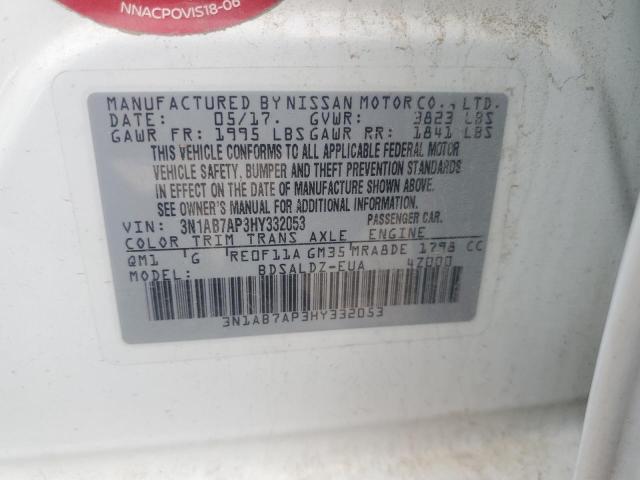 NNACPOVIS18-06
MANUFACTURED BY NISSAN MOTOR CO., LTD.
DATE: 05/17. GVWR: 3823 LBS
GAWR FR: 1995 LBS GAWR RR: 1841 LBS
THIS VEHICLE CONFORMS TO ALL APPLICABLE FEDERAL MOTOR
VEHICLE SAFETY, BUMPER AND THEFT PREVENTION STANDARDS
IN EFFECT ON THE DATE OF MANUFACTURE SHOWN ABOVE.
SEE OWNER'S MANUAL FOR ADDITIONAL INFORMATION.
VIN: 3N1AB7AP3HY332053 PASSENGER CAR.
COLOR TRIM TRANS AXLE ENGINE
QM1 G RE0F11A GM35 MRA8DE 1798 CC
MODEL: BDSALDZ-EUA 4Z000
3N1AB7AP3HY332053